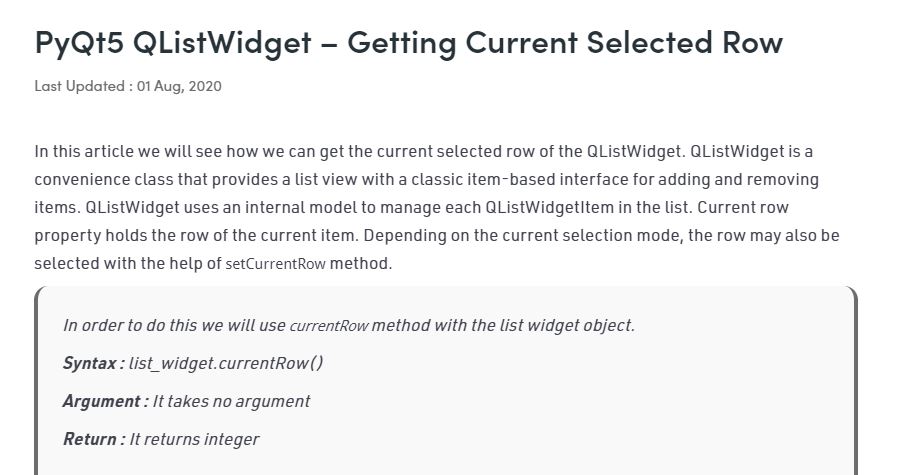 PyQt5 QListWidget – Getting Current Selected Row
Last Updated : 01 Aug, 2020
In this article we will see how we can get the current selected row of the QListWidget. QListWidget is a
convenience class that provides a list view with a classic item-based interface for adding and removing
items. QListWidget uses an internal model to manage each QListWidgetItem in the list. Current row
property holds the row of the current item. Depending on the current selection mode, the row may also be
selected with the help of setCurrentRow method.
In order to do this we will use currentRow method with the list widget object.
Syntax : list_widget.currentRow()
Argument : It takes no argument
Return : It returns integer